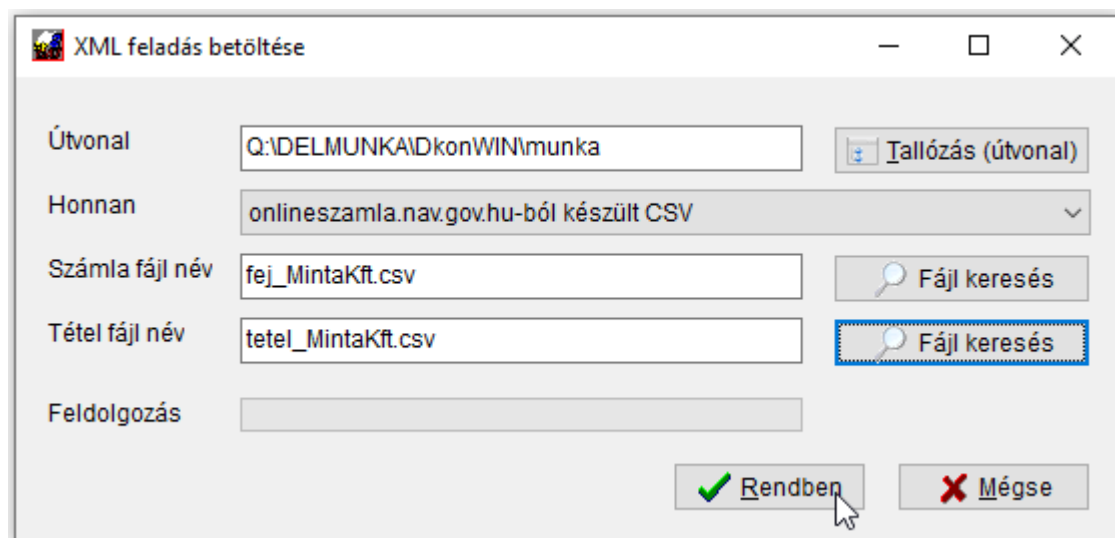 XML feladás betöltése
Útvonal Q:\DELMUNKA\DkonWIN\munka Tallózás (útvonal)
Honnan onlineszamla.nav.gov.hu-ból készült CSV
Számla fájl név fej_MintaKft.csv Fájl keresés
Tétel fájl név tetel_MintaKft.csv Fájl keresés
Feldolgozás
Rendben Mégse